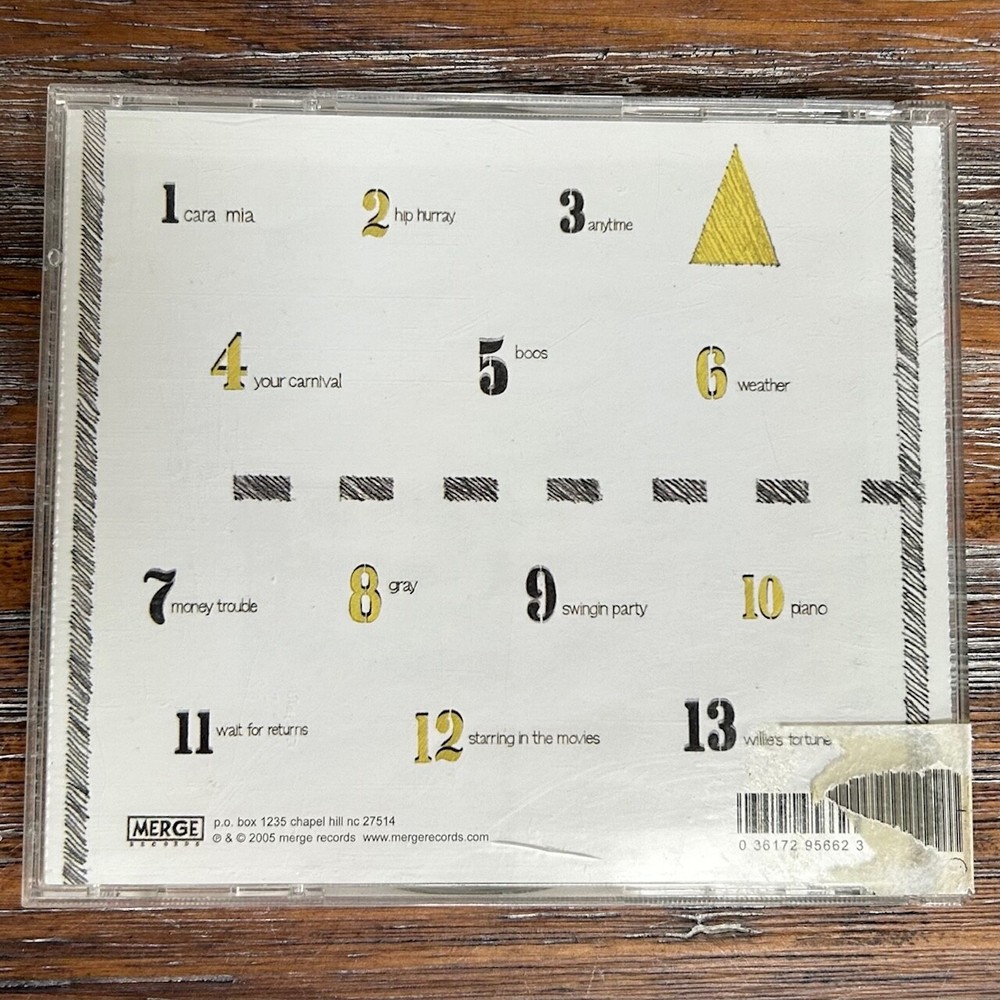 1 cara mia
2 hip hurray
3 anytime
4 your carnival
5 boos
6 weather
7 money trouble
8 gray
9 swingin party
10 piano
11 wait for returns
12 starring in the movies
13 willie's fortune
MERGE
RECORDS
p.o. box 1235 chapel hill nc 27514
℗ & © 2005 merge records www.mergerecords.com
0 36172 95662 3